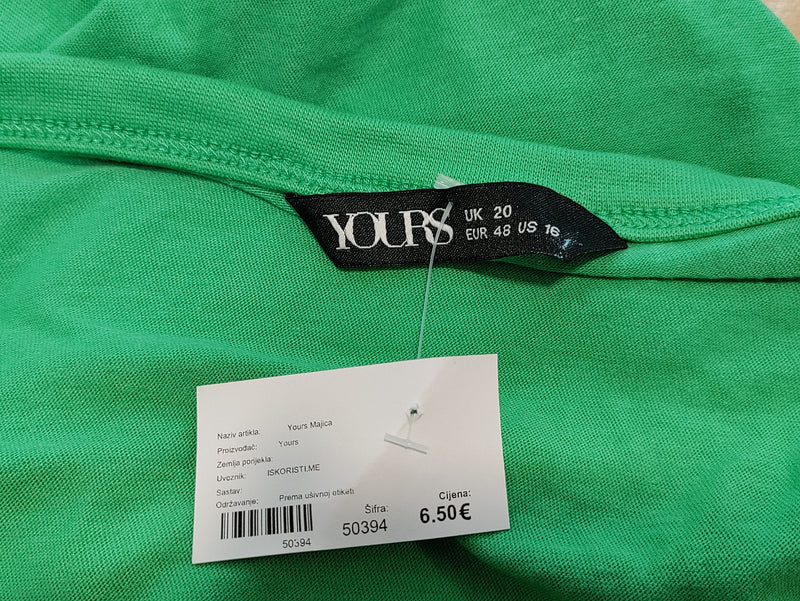 YOURS
UK 20
EUR 48 US 16
Naziv artikla: Yours Majica
Proizvođač: Yours
Zemlja porijekla:
Uvoznik: ISKORISTI.ME
Sastav:
Održavanje: Prema ušivnoj etiketi
50394
Šifra:
50394
Cijena:
6.50€